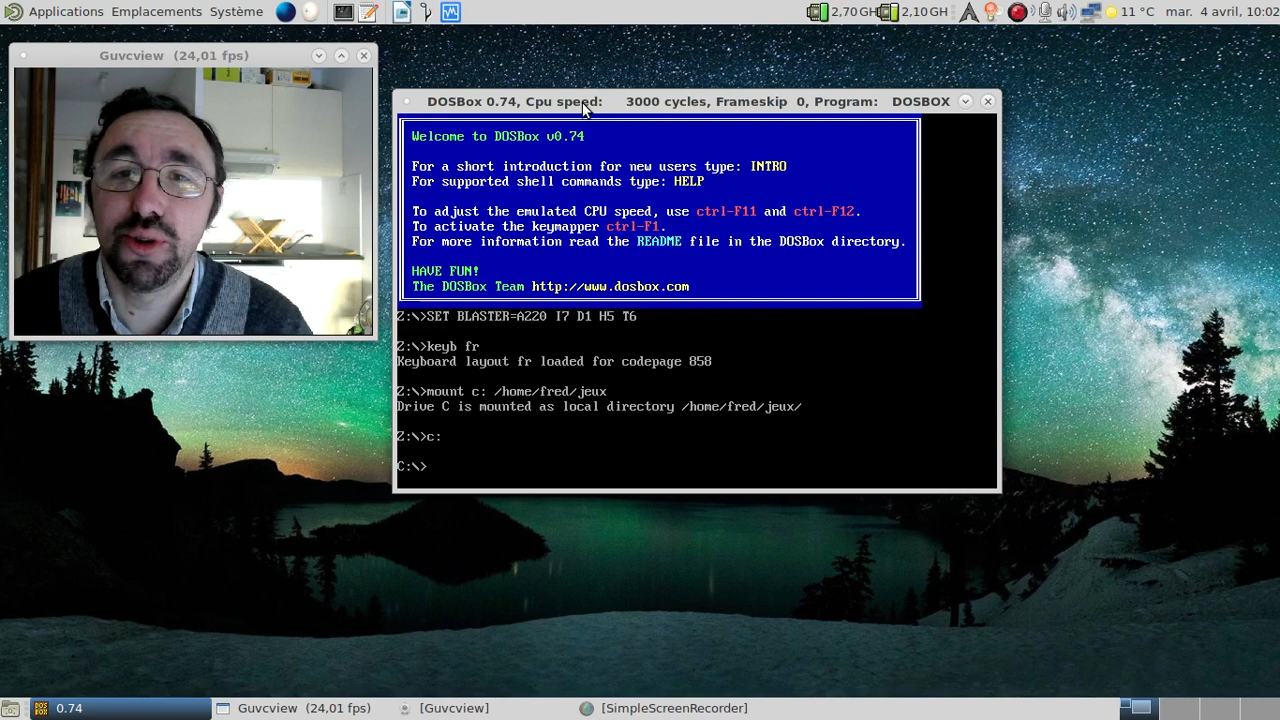 Applications Emplacements Système
2,70 GH 2,10 GH 11 °C mar. 4 avril, 10:02
Guvcview (24,01 fps)
DOSBox 0.74, Cpu speed: 3000 cycles, Frameskip 0, Program: DOSBOX
Welcome to DOSBox v0.74
For a short introduction for new users type: INTRO
For supported shell commands type: HELP
To adjust the emulated CPU speed, use ctrl-F11 and ctrl-F12.
To activate the keymapper ctrl-F1.
For more information read the README file in the DOSBox directory.
HAVE FUN!
The DOSBox Team http://www.dosbox.com
Z:\>SET BLASTER=A220 I7 D1 H5 T6
Z:\>keyb fr
Keyboard layout fr loaded for codepage 858
Z:\>mount c: /home/fred/jeux
Drive C is mounted as local directory /home/fred/jeux/
Z:\>c:
C:\>
DOS BOX 0.74
Guvcview (24,01 fps)
[Guvcview]
[SimpleScreenRecorder]